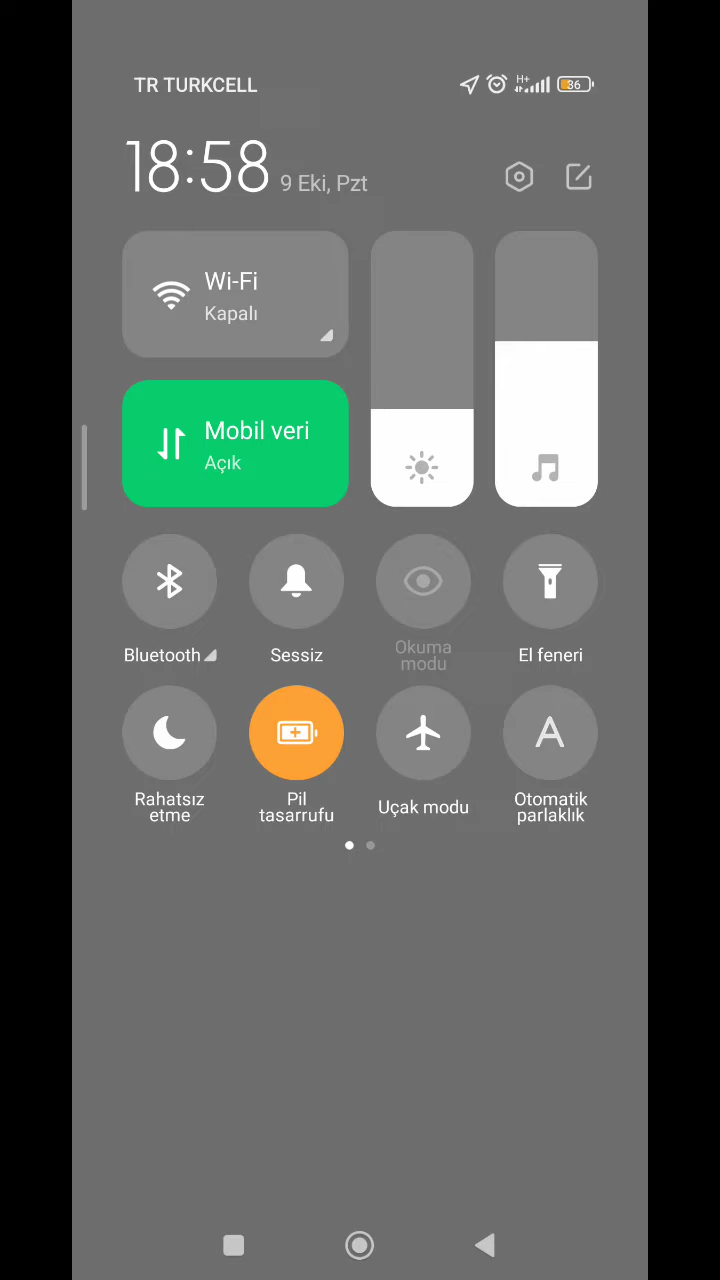 TR TURKCELL
H+
36
18:58
9 Eki, Pzt
Wi-Fi
Kapalı
Mobil veri
Açık
Bluetooth
Sessiz
Okuma
modu
El feneri
A
Rahatsız
etme
Pil
tasarrufu
Uçak modu
Otomatik
parlaklık